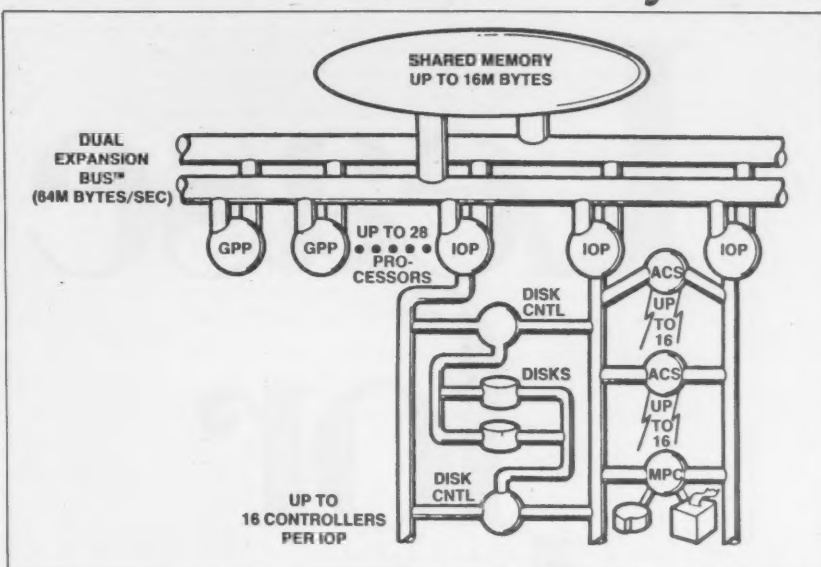 SHARED MEMORY
UP TO 16M BYTES
DUAL
EXPANSION
BUS™
(64M BYTES/SEC)
GPP
GPP
UP TO 28
PRO-
CESSORS
IOP
IOP
IOP
DISK
CNTL
ACS
UP
TO
16
DISKS
ACS
UP
TO
16
DISK
CNTL
MPC
UP TO
16 CONTROLLERS
PER IOP